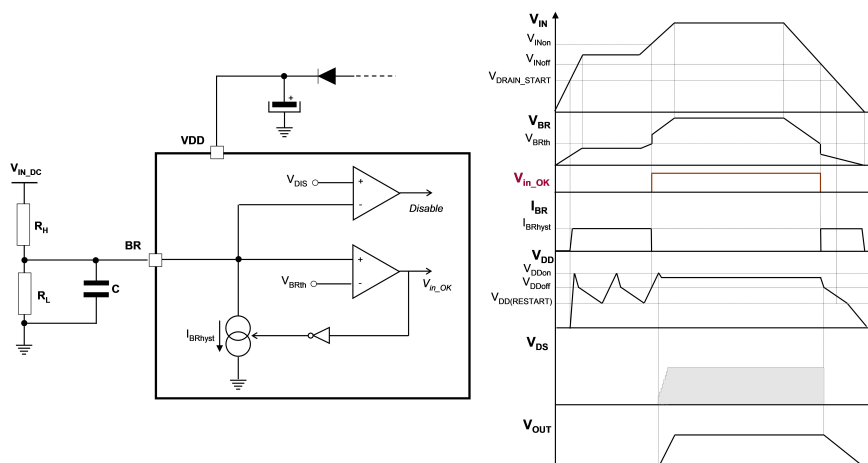 VDD
V_IN_DC
R_H
BR
R_L
C
V_DIS
+
-
Disable
+
-
V_BRth
V_in_OK
I_BRhyst
+
V_IN
V_INon
V_INoff
V_DRAIN_START
V_BR
V_BRth
V_in_OK
I_BR
I_BRhyst
V_DD
V_DDon
V_DDoff
V_DD(RESTART)
V_DS
V_OUT